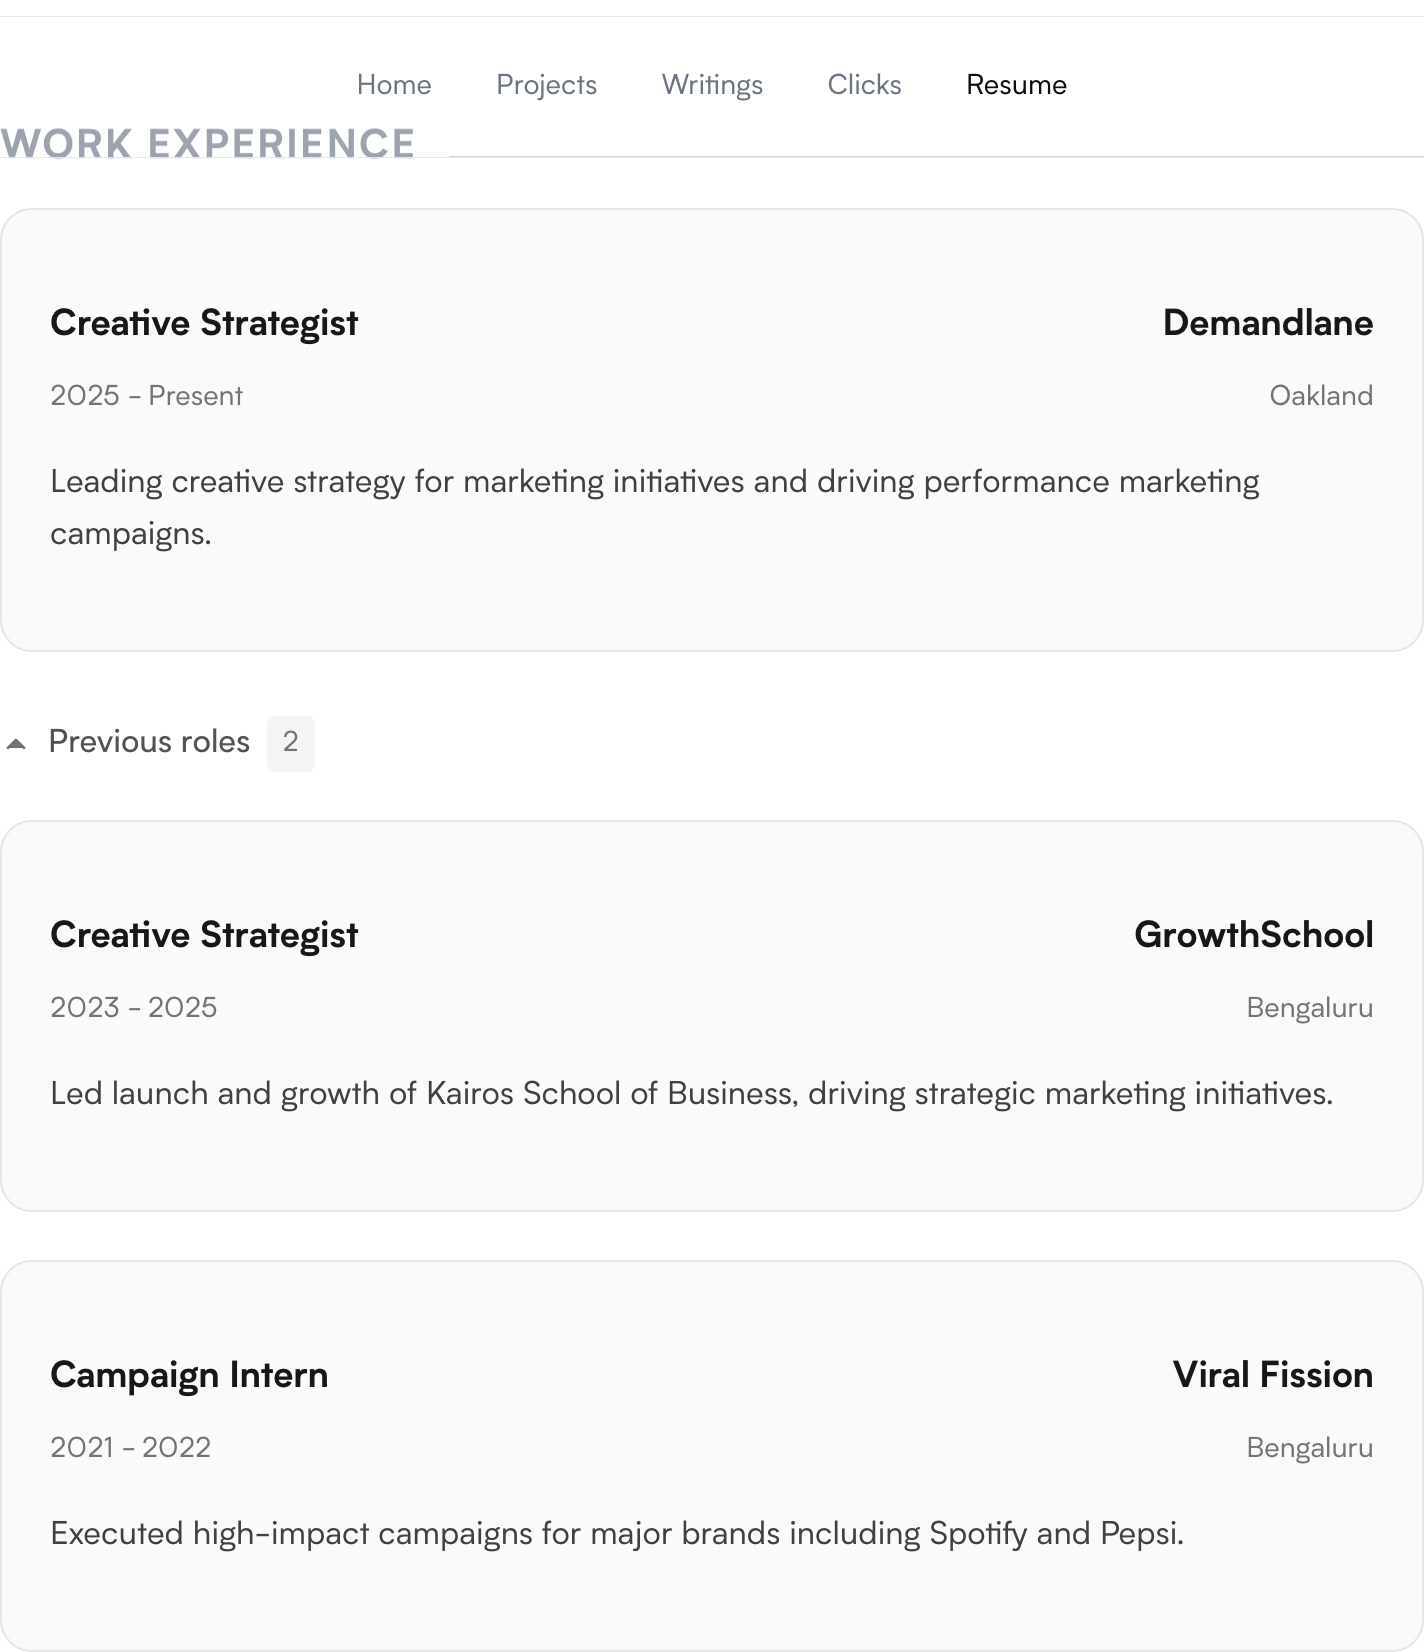 Home Projects Writings Clicks Resume
WORK EXPERIENCE
Creative Strategist Demandlane
2025 - Present Oakland
Leading creative strategy for marketing initiatives and driving performance marketing
campaigns.
Previous roles 2
Creative Strategist GrowthSchool
2023 - 2025 Bengaluru
Led launch and growth of Kairos School of Business, driving strategic marketing initiatives.
Campaign Intern Viral Fission
2021 - 2022 Bengaluru
Executed high-impact campaigns for major brands including Spotify and Pepsi.